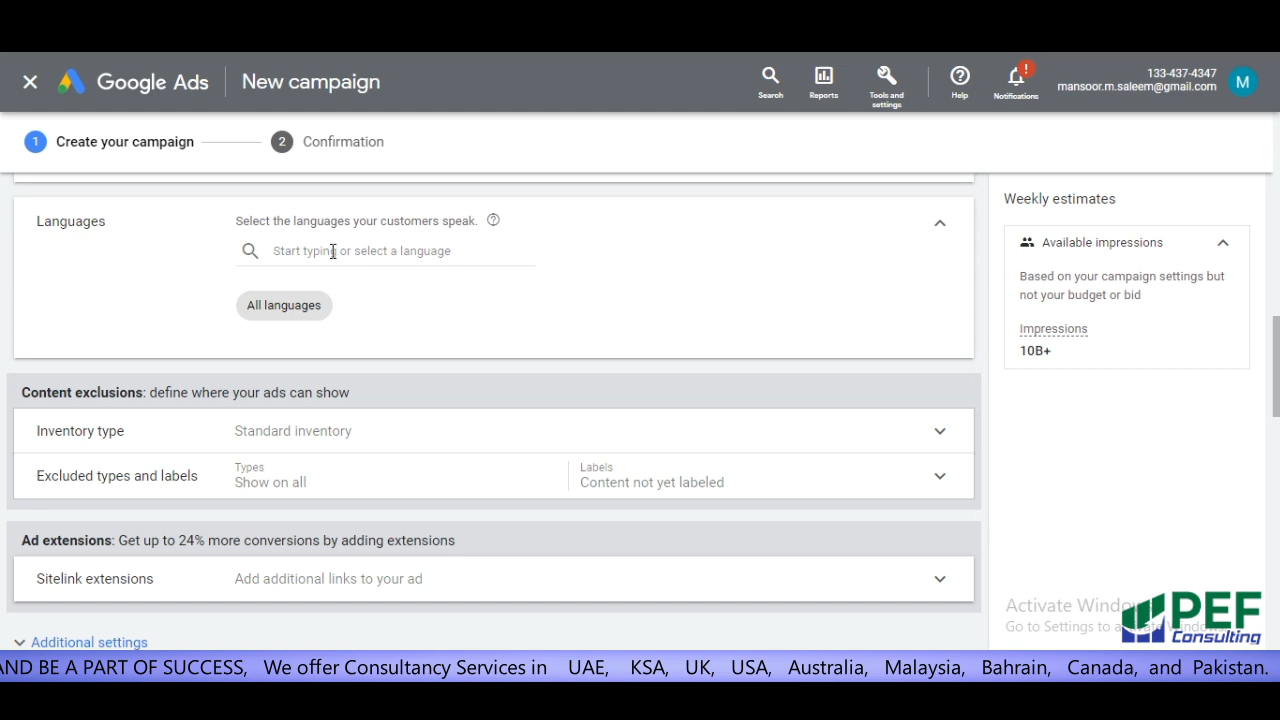 Google Ads New campaign
Search
Reports
Tools and settings
Help
!
Notifications
133-437-4347
mansoor.m.saleem@gmail.com
M
1 Create your campaign
2 Confirmation
Languages
Select the languages your customers speak.
Start typing or select a language
All languages
Content exclusions: define where your ads can show
Inventory type Standard inventory
Excluded types and labels
Types
Show on all
Labels
Content not yet labeled
Ad extensions: Get up to 24% more conversions by adding extensions
Sitelink extensions Add additional links to your ad
Additional settings
Weekly estimates
Available impressions
Based on your campaign settings but
not your budget or bid
Impressions
10B+
Activate
Go to Settings to
PEF
Consulting
AND BE A PART OF SUCCESS, We offer Consultancy Services in UAE, KSA, UK, USA, Australia, Malaysia, Bahrain, Canada, and Pakistan.